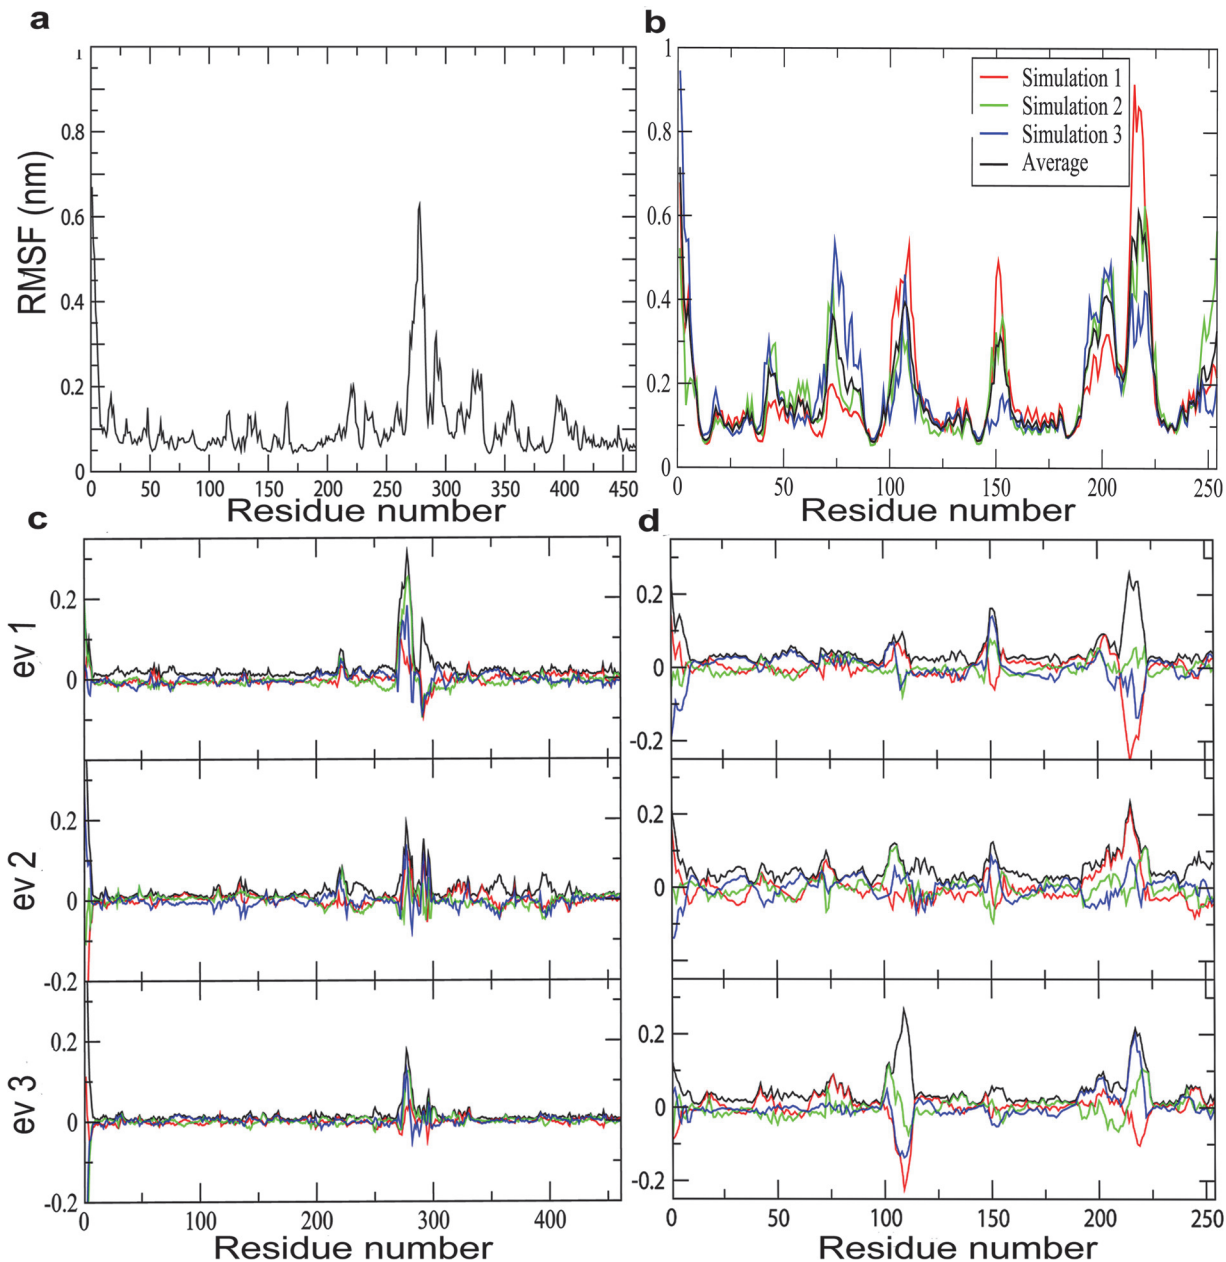 a
b
1
0.8
0.6
0.4
0.2
0
RMSF (nm)
0 50 100 150 200 250 300 350 400 450
Residue number
1
0.8
0.6
0.4
0.2
0
Simulation 1
Simulation 2
Simulation 3
Average
0 50 100 150 200 250
Residue number
c
d
ev 1
0.2
0
0.2
0
-0.2
ev 2
0.2
0
-0.2
0.2
0
ev 3
0.2
0
-0.2
0.2
0
-0.2
0 100 200 300 400
Residue number
0 50 100 150 200 250
Residue number